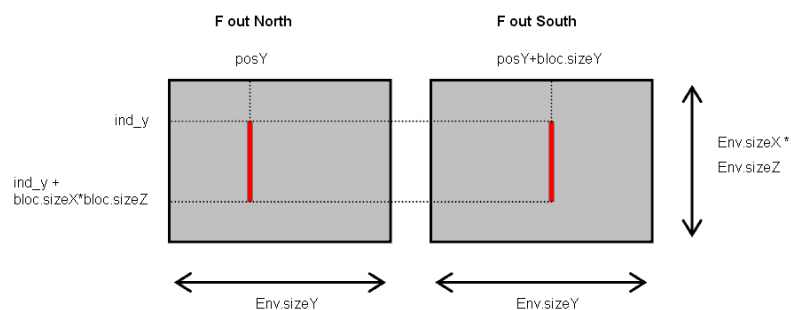 F out North
F out South
posY
posY+bloc.sizeY
ind_y
Env.sizeX *
Env.sizeZ
ind_y +
bloc.sizeX*bloc.sizeZ
Env.sizeY
Env.sizeY